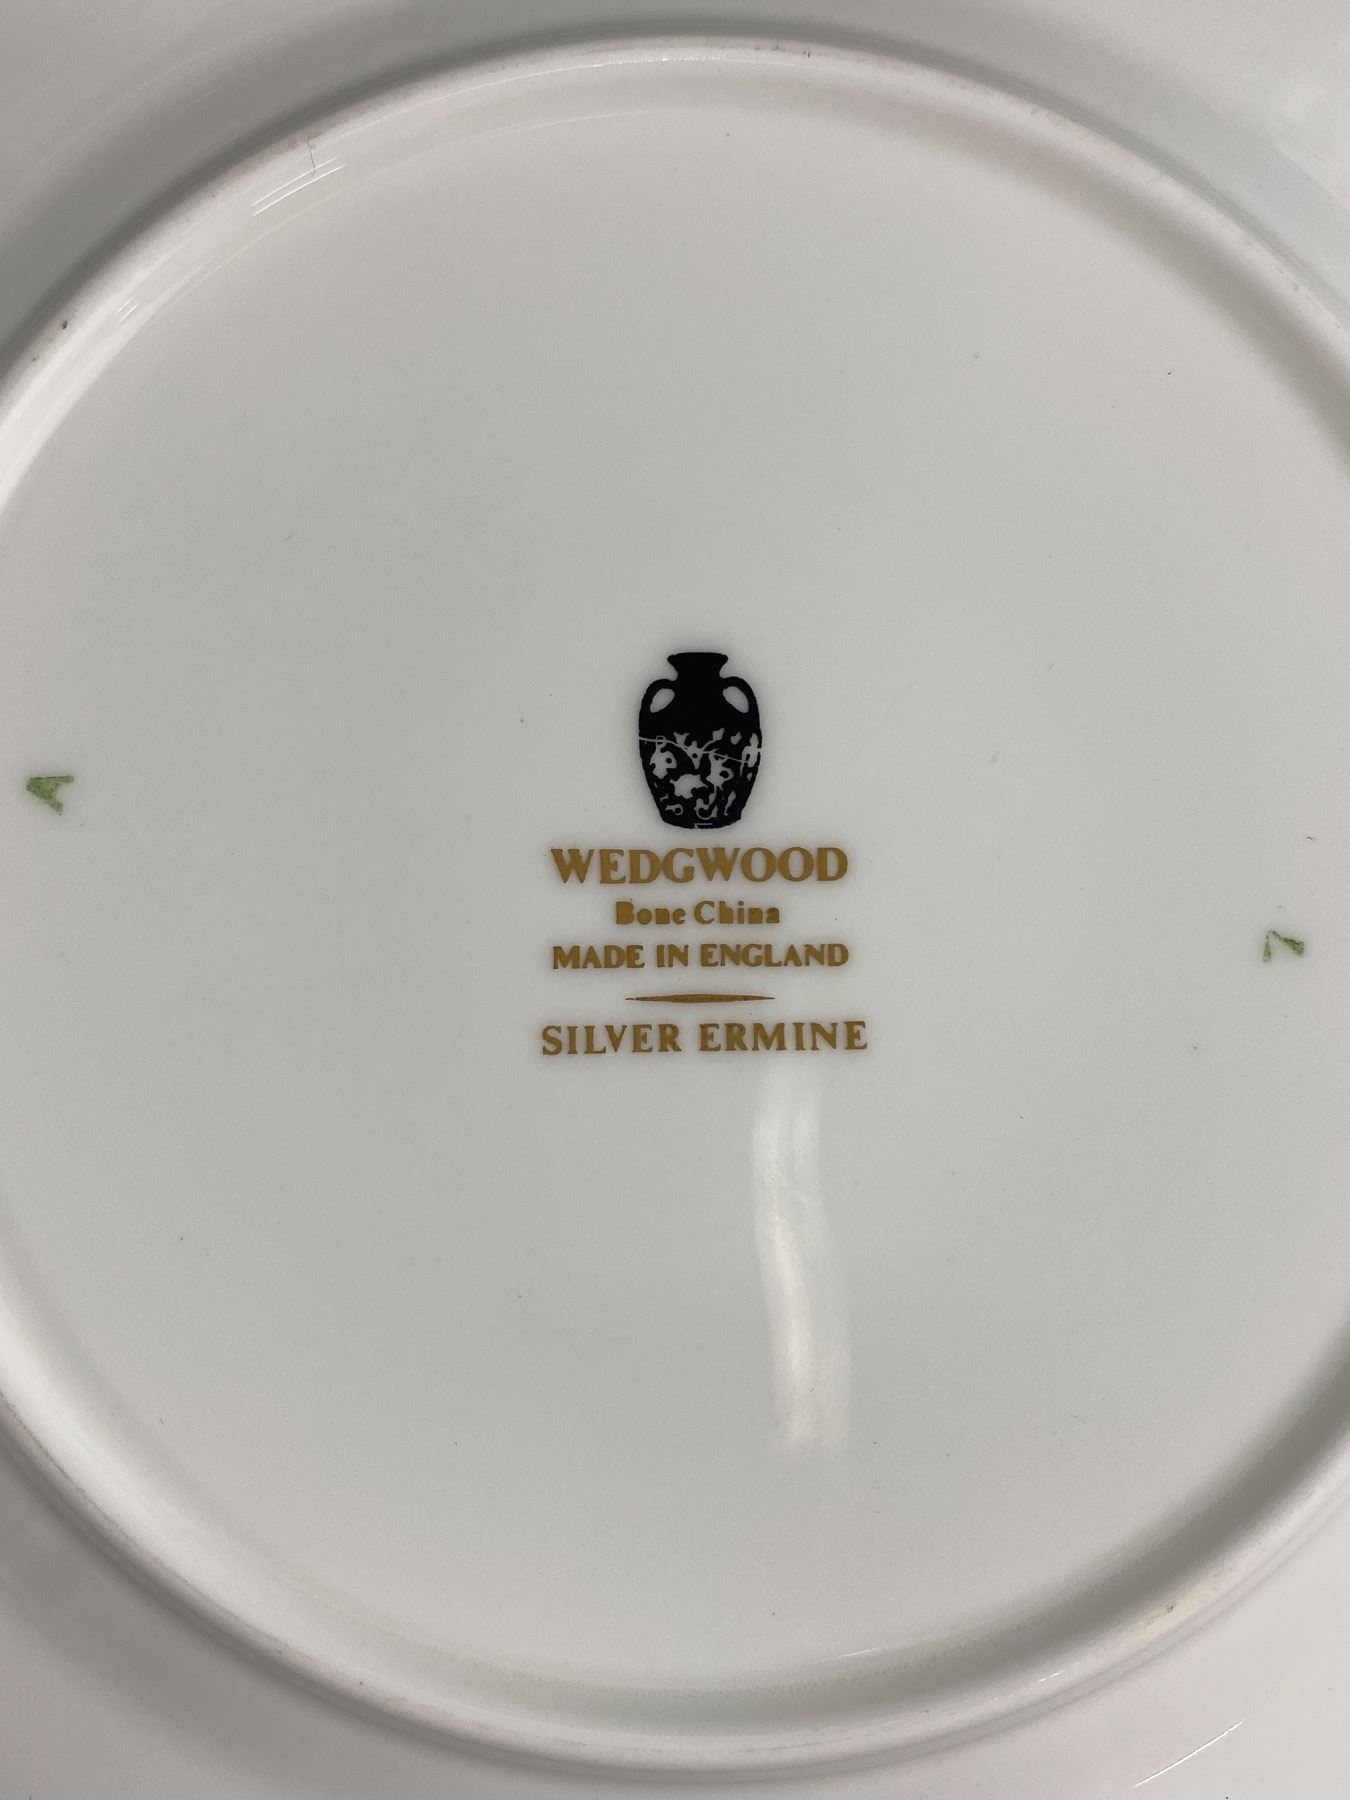 WEDGWOOD
Bone China
MADE IN ENGLAND
SILVER ERMINE